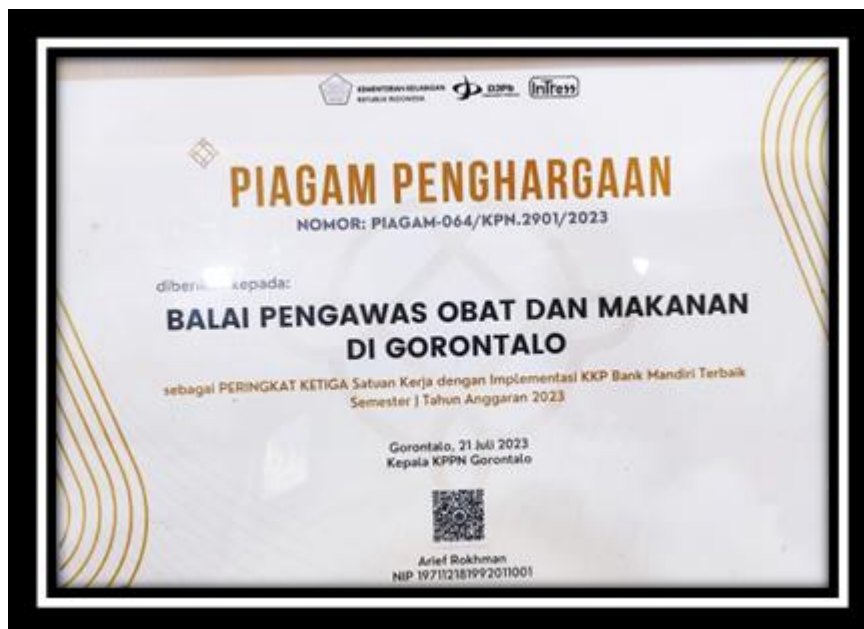 KEMENTERIAN KEUANGAN
REPUBLIK INDONESIA
DJPb
InTress
PIAGAM PENGHARGAAN
NOMOR: PIAGAM-064/KPN.2901/2023
kepada:
BALAI PENGAWAS OBAT DAN MAKANAN
DI GORONTALO
sebagai PERINGKAT KETIGA Satuan Kerja dengan Implementasi KKP Bank Mandiri Terbaik
Semester I Tahun Anggaran 2023
Gorontalo, 21 Juli 2023
Kepala KPPN Gorontalo
Arief Rokhman
NIP 197112181992011001